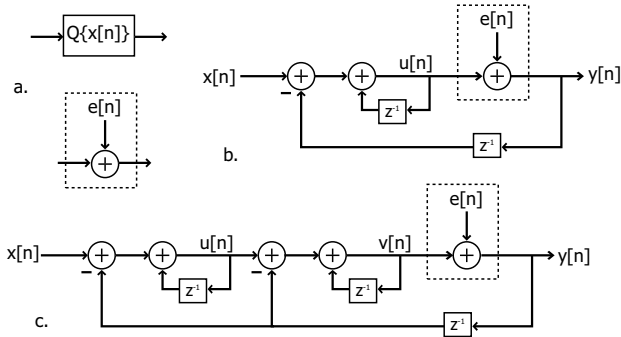 Q{x[n]}
a.
e[n]
+
e[n]
x[n] + + u[n] + y[n]
−
z⁻¹
z⁻¹
b.
e[n]
x[n] + + u[n] + + v[n] + y[n]
− −
z⁻¹ z⁻¹
z⁻¹
c.